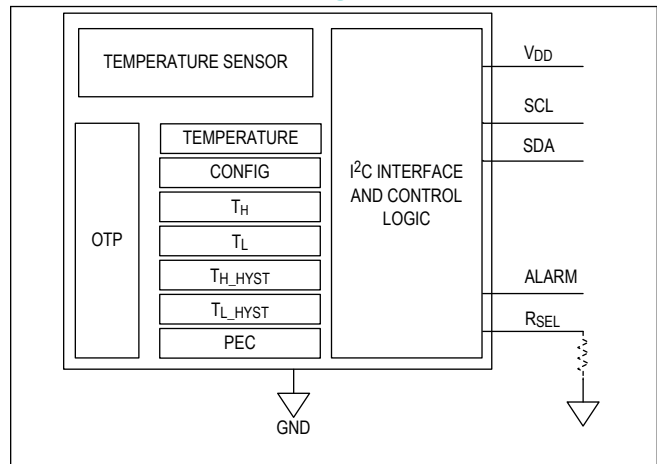 TEMPERATURE SENSOR
OTP
TEMPERATURE
CONFIG
TH
TL
TH_HYST
TL_HYST
PEC
I2C INTERFACE
AND CONTROL
LOGIC
VDD
SCL
SDA
ALARM
RSEL
GND